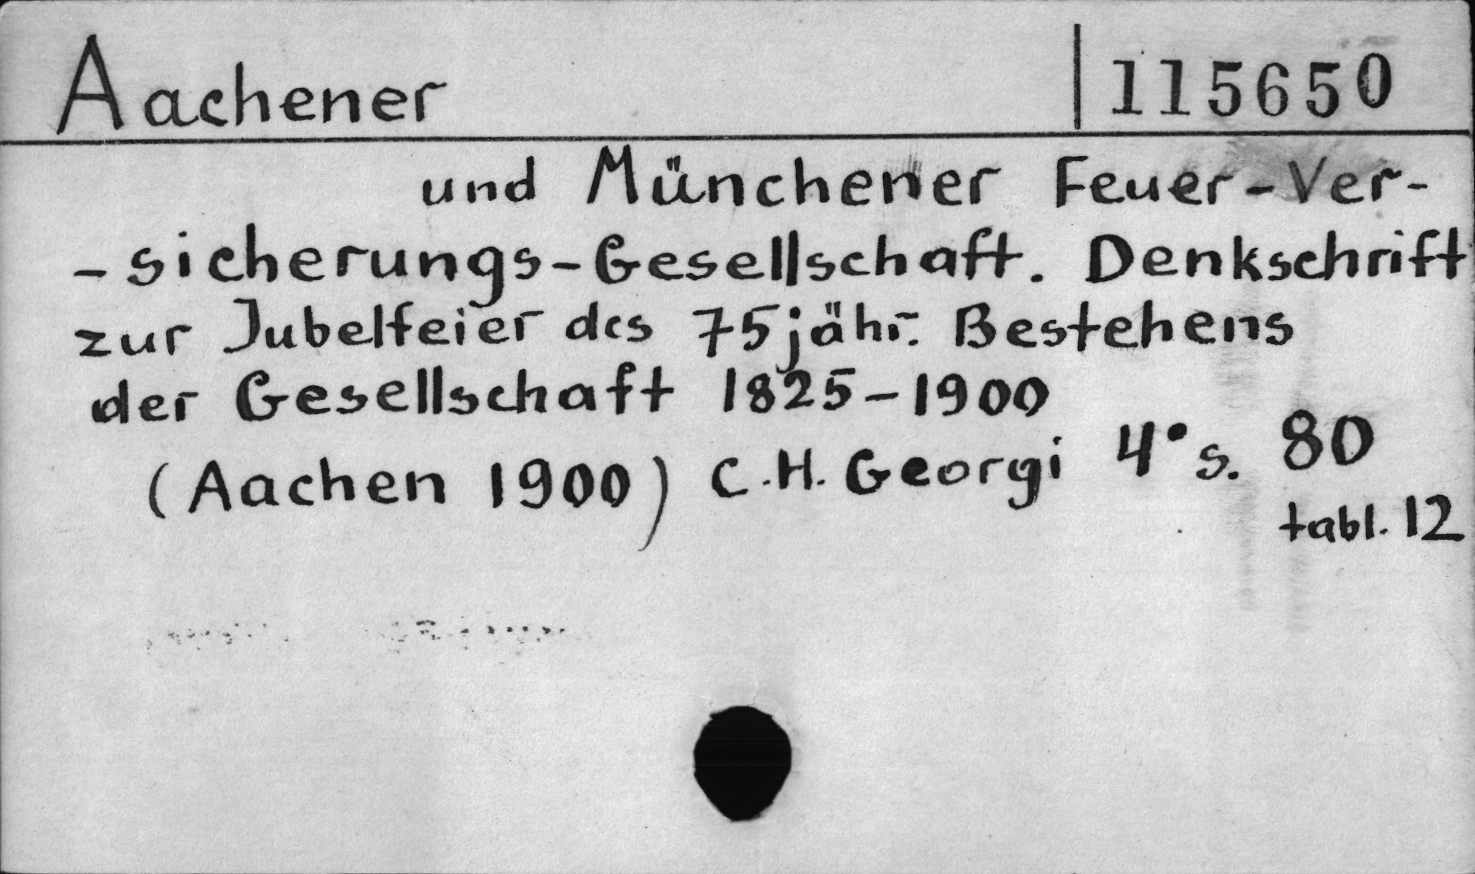 Aachener
115650
und Münchener Feuer-Ver-
-sicherungs-Gesellschaft. Denkschrift
zur Jubelfeier des 75jähr. Bestehens
der Gesellschaft 1825-1900
(Aachen 1900) C.H. Georgi 4° s. 80
tabl. 12